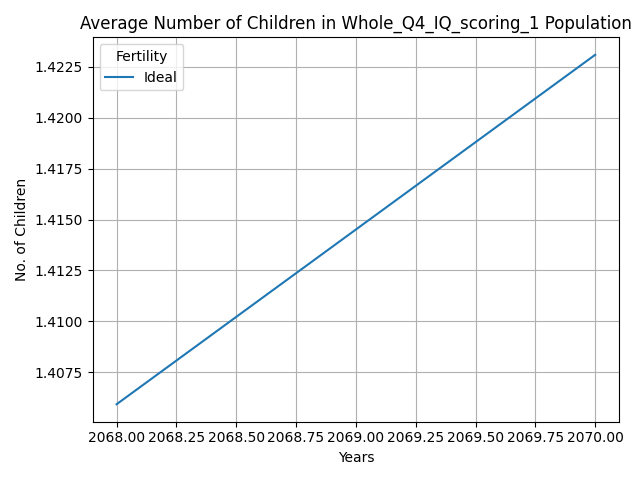 Average Number of Children in Whole_Q4_IQ_scoring_1 Population
Fertility
Ideal
1.4225
1.4200
1.4175
1.4150
1.4125
1.4100
1.4075
No. of Children
2068.00 2068.25 2068.50 2068.75 2069.00 2069.25 2069.50 2069.75 2070.00
Years